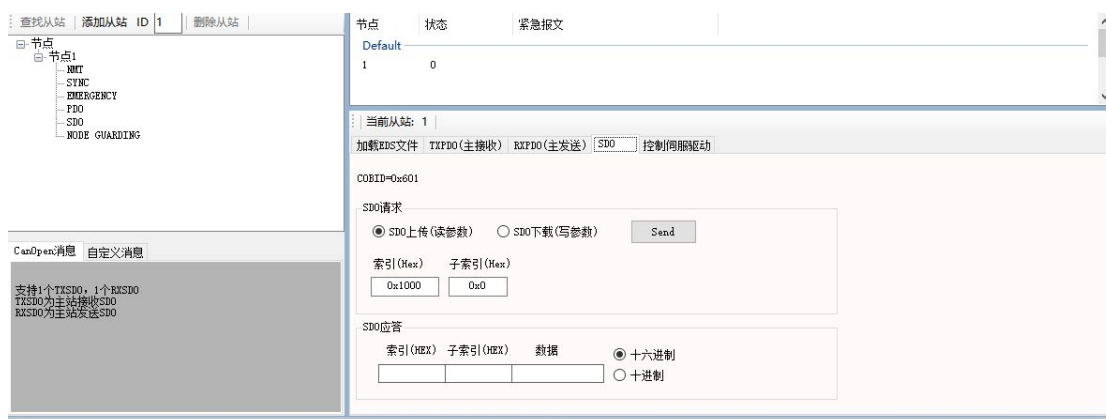 查找从站 添加从站 ID 1 删除从站
节点
节点1
NMT
SYNC
EMERGENCY
PDO
SDO
NODE GUARDING
CanOpen消息 自定义消息
支持1个TXSDO，1个RXSDO
TXSDO为主站接收SDO
RXSDO为主站发送SDO
节点 状态 紧急报文
Default
1 0
当前从站: 1
加载EDS文件 TXPDO(主接收) RXPDO(主发送) SDO 控制伺服驱动
COBID=0x601
SDO请求
SDO上传(读参数) SDO下载(写参数) Send
索引(Hex) 子索引(Hex)
0x1000 0x0
SDO应答
索引(HEX) 子索引(HEX) 数据
十六进制
十进制